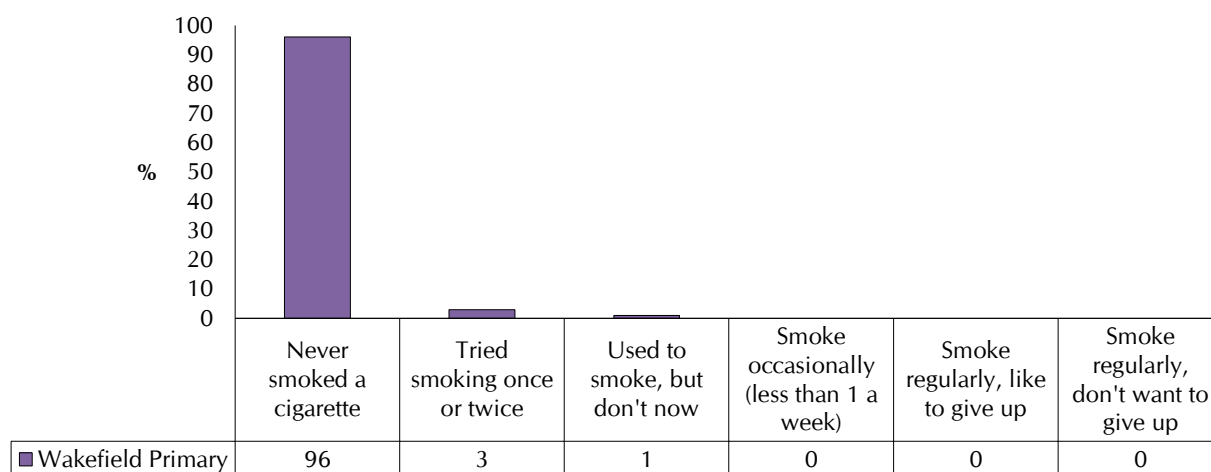 100
90
80
70
60
%
50
40
30
20
10
0
Never
smoked a
cigarette
Tried
smoking once
or twice
Used to
smoke, but
don't now
Smoke
occasionally
(less than 1 a
week)
Smoke
regularly, like
to give up
Smoke
regularly,
don't want to
give up
Wakefield Primary 96 3 1 0 0 0